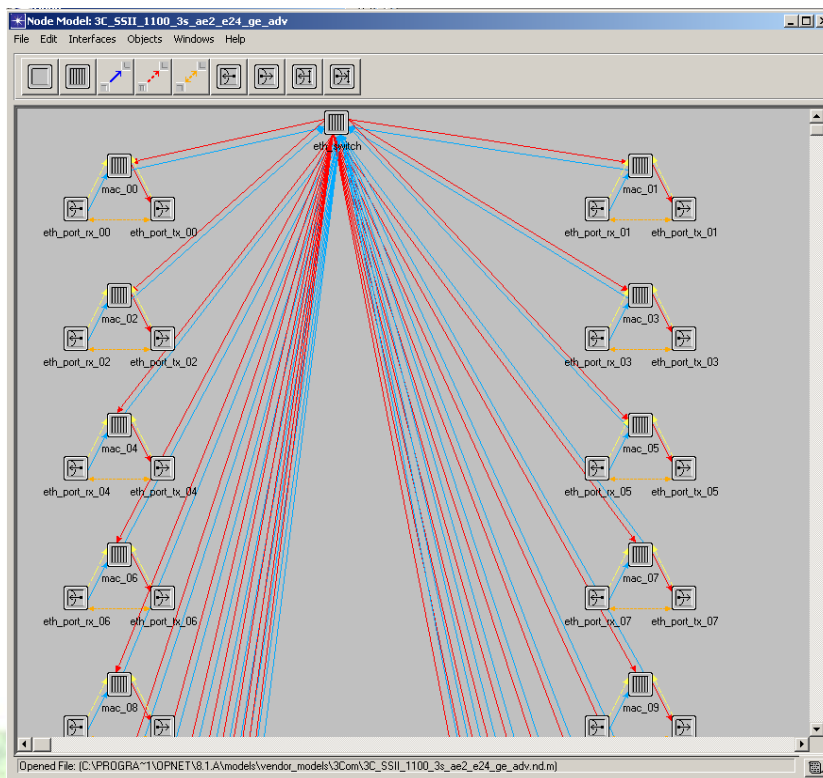 Node Model: 3C_SSII_1100_3s_ae2_e24_ge_adv
File Edit Interfaces Objects Windows Help
eth_switch
mac_00
mac_01
eth_port_rx_00 eth_port_tx_00
eth_port_rx_01 eth_port_tx_01
mac_02
mac_03
eth_port_rx_02 eth_port_tx_02
eth_port_rx_03 eth_port_tx_03
mac_04
mac_05
eth_port_rx_04 eth_port_tx_04
eth_port_rx_05 eth_port_tx_05
mac_06
mac_07
eth_port_rx_06 eth_port_tx_06
eth_port_rx_07 eth_port_tx_07
mac_08
mac_09
Opened File: (C:\PROGRA~1\OPNET\8.1.A\models\vendor_models\3Com\3C_SSII_1100_3s_ae2_e24_ge_adv.nd.m)